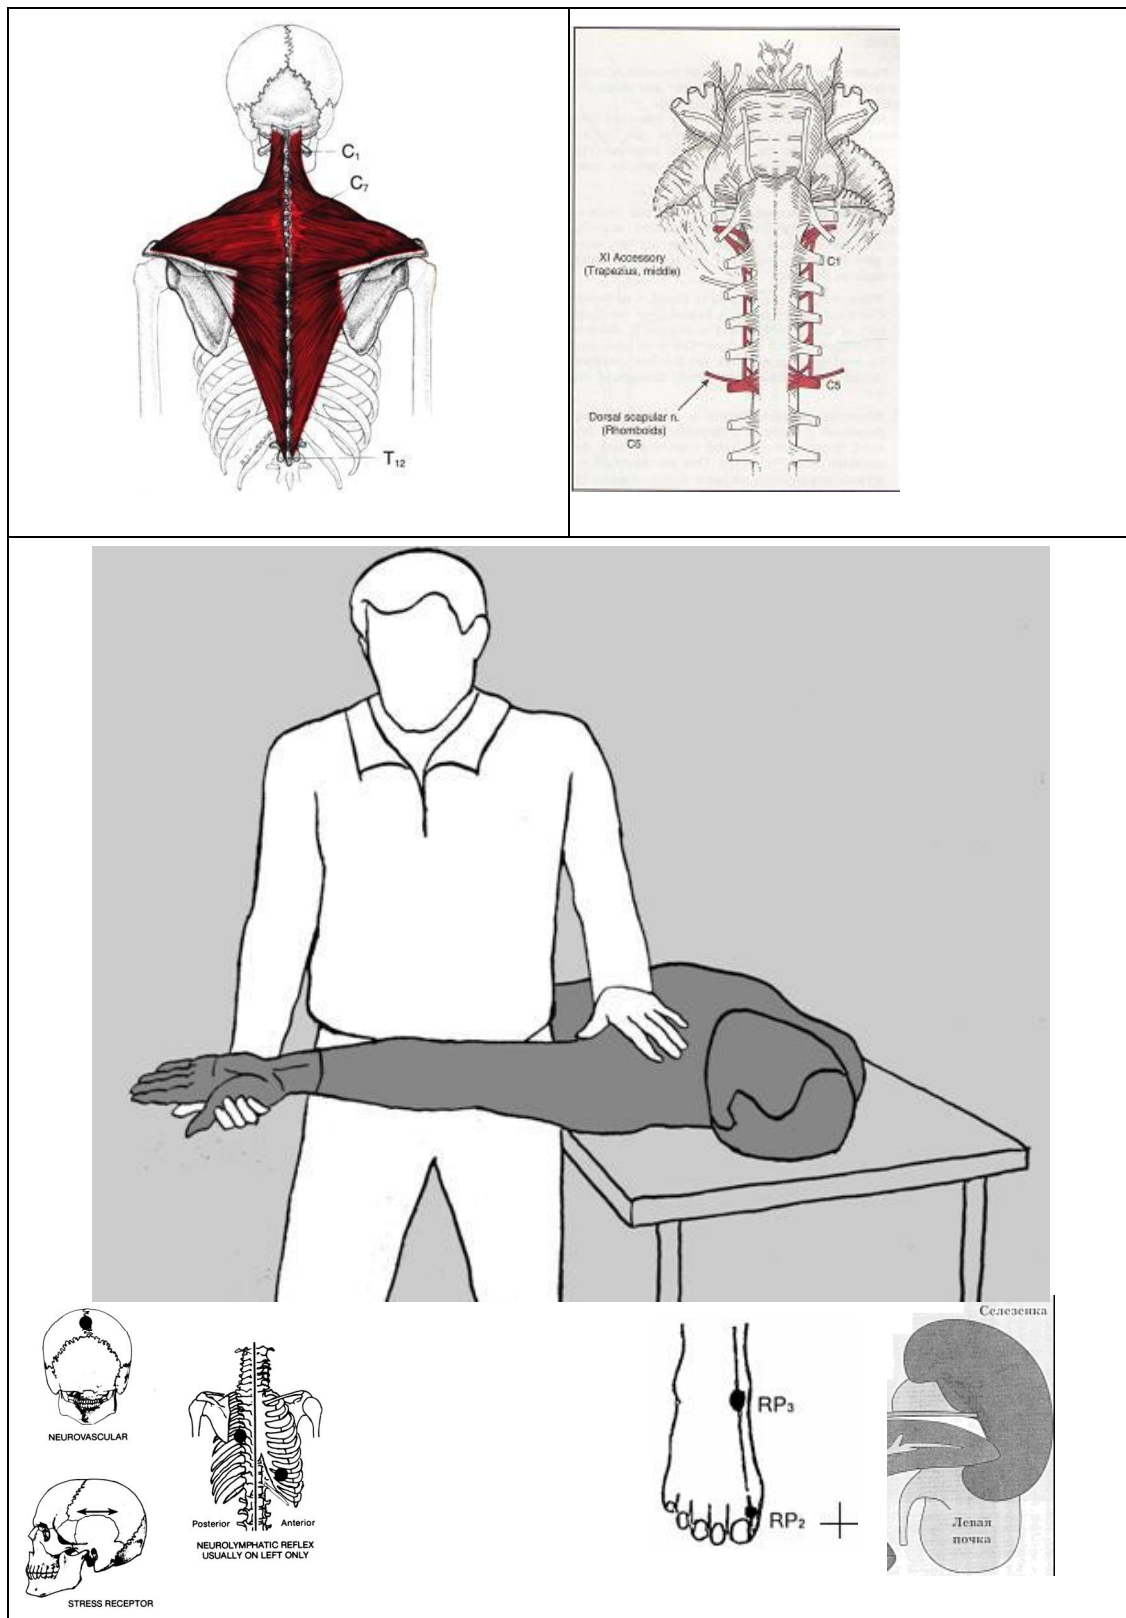 C1
C7
T12
XI Accessory
(Trapezius, middle)
C1
C5
Dorsal scapular n.
(Rhomboids)
C5
NEUROVASCULAR
STRESS RECEPTOR
Posterior
Anterior
NEUROLYMPHATIC REFLEX
USUALLY ON LEFT ONLY
RP3
RP2
Селезенка
Левая
почка